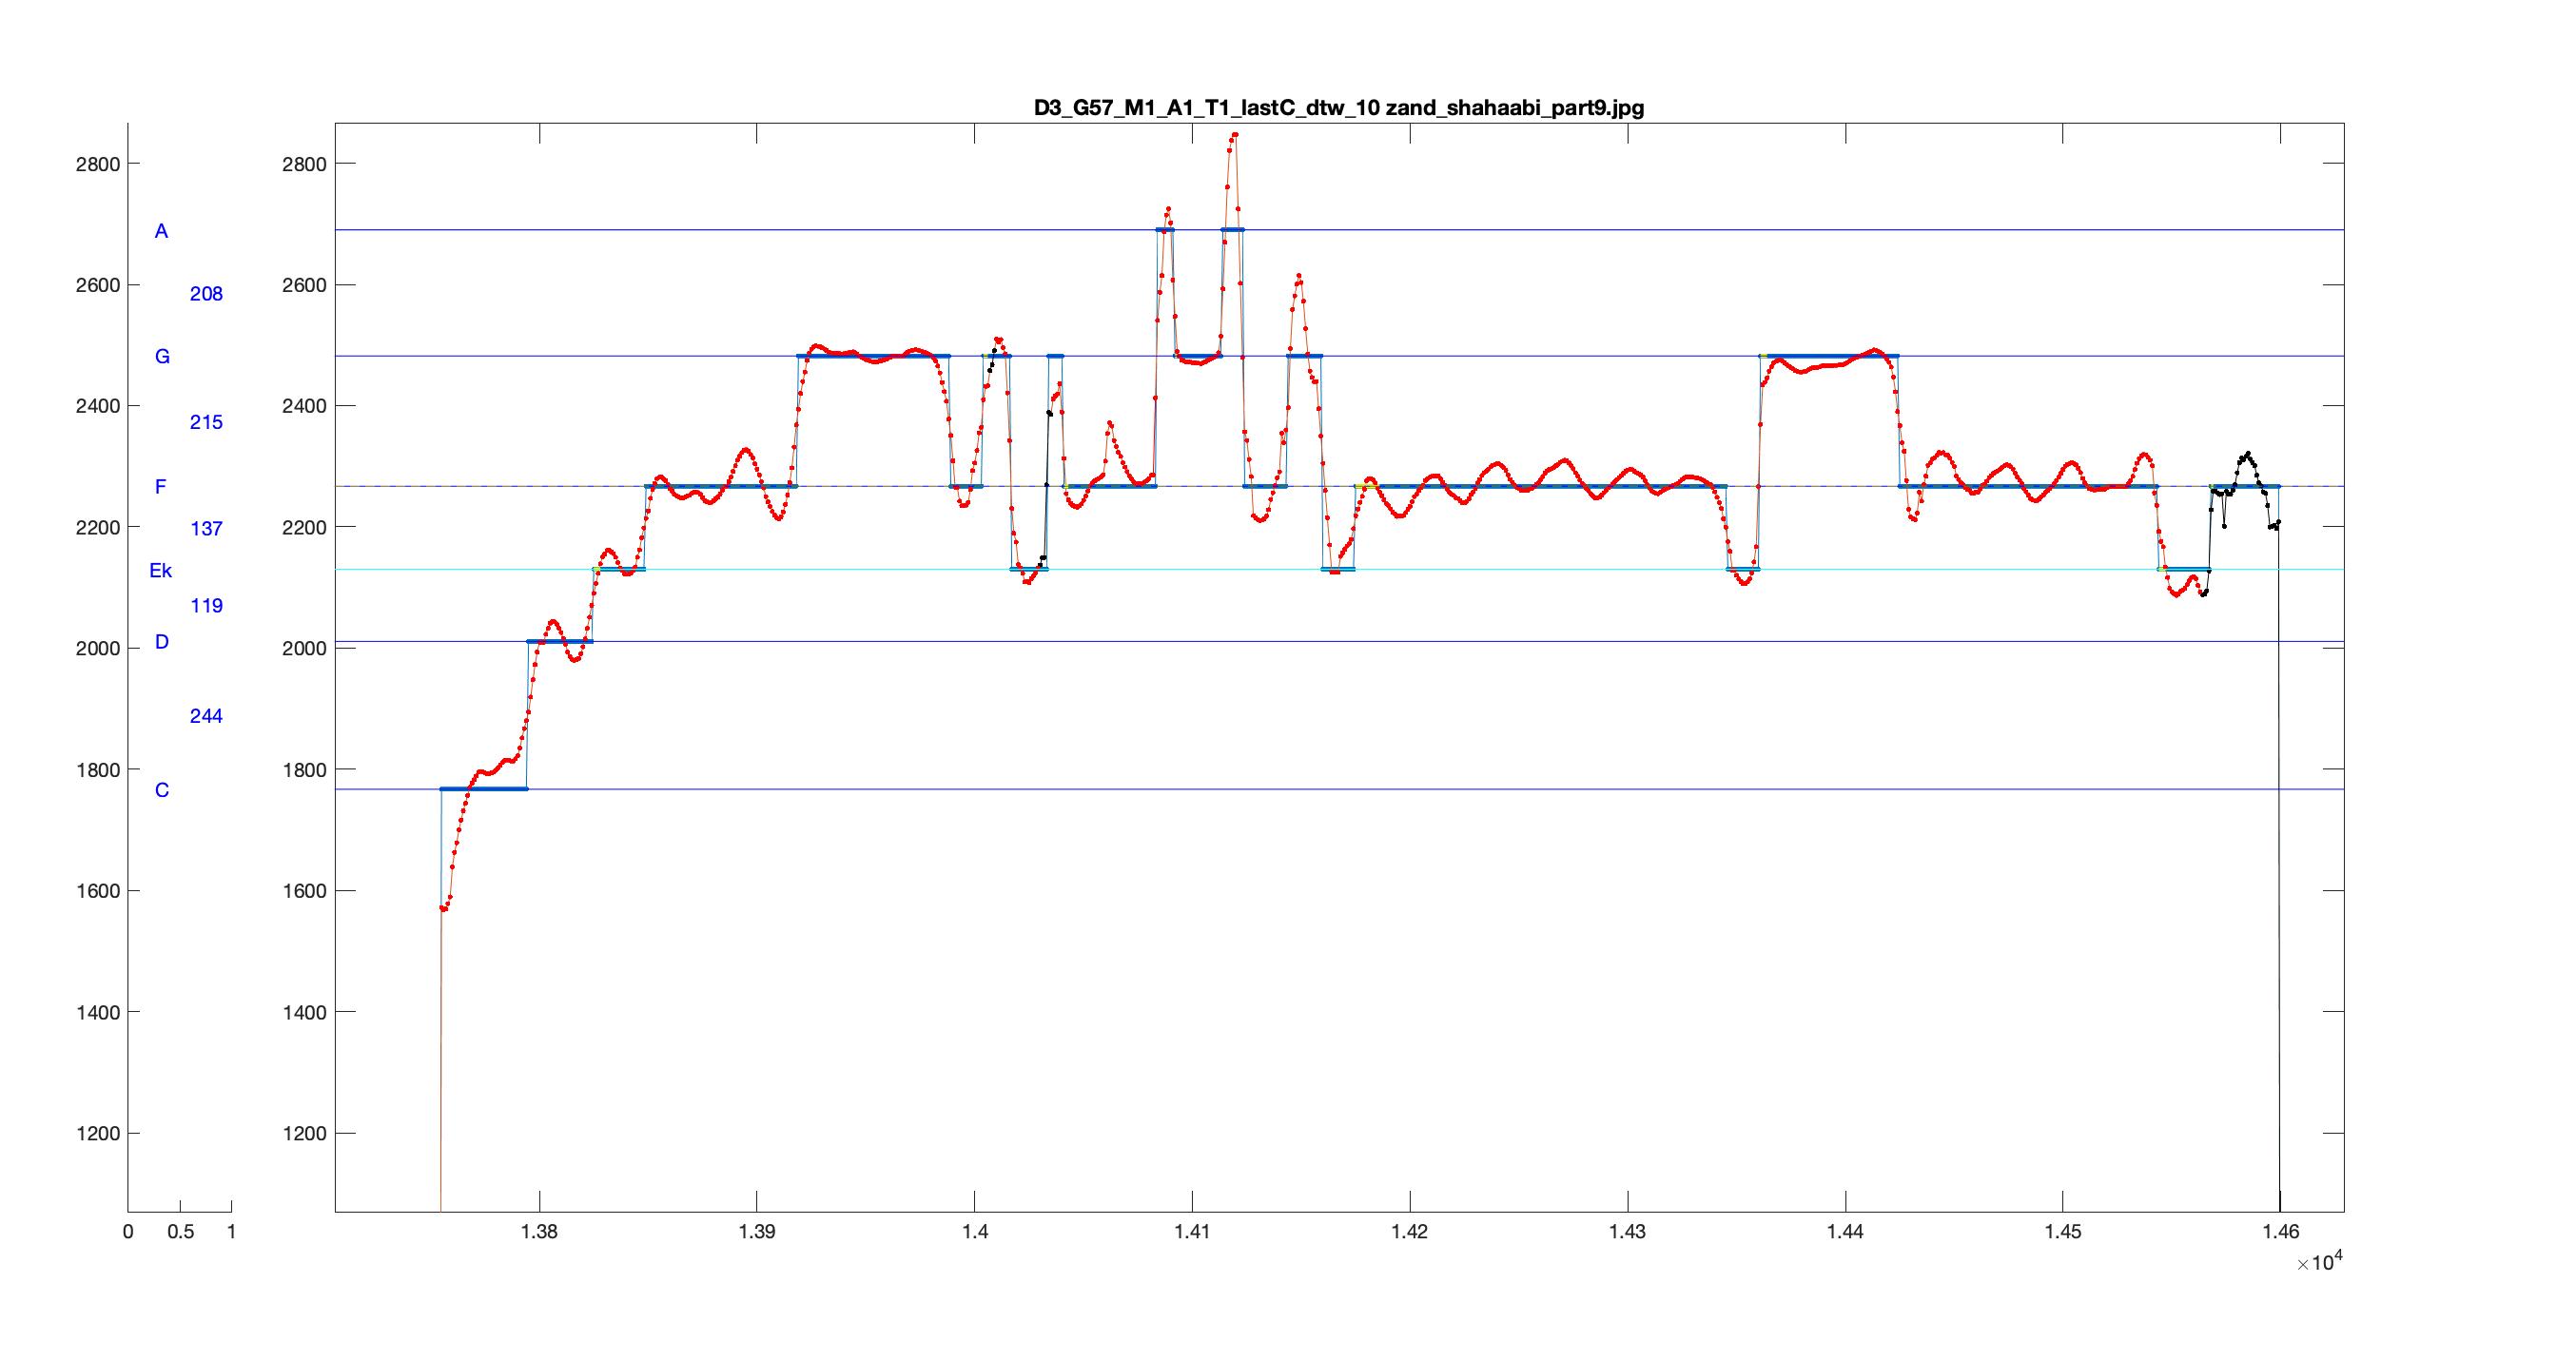 D3_G57_M1_A1_T1_lastC_dtw_10 zand_shahaabi_part9.jpg
2800 2800
A
2600 208 2600
G
2400 215 2400
F
2200 137 2200
Ek
119
2000 D 2000
244
1800 C 1800
1600 1600
1400 1400
1200 1200
0 0.5 1 1.38 1.39 1.4 1.41 1.42 1.43 1.44 1.45 1.46
×10⁴